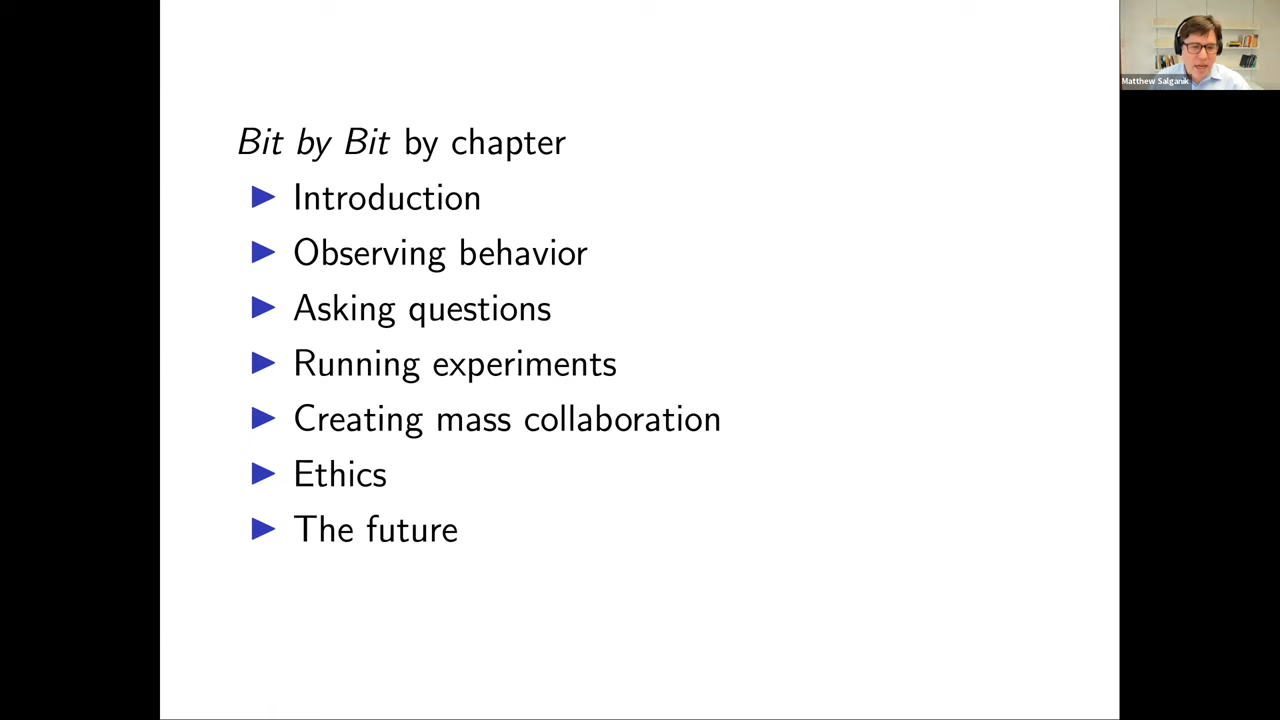 Bit by Bit by chapter
Introduction
Observing behavior
Asking questions
Running experiments
Creating mass collaboration
Ethics
The future
Matthew Salganik